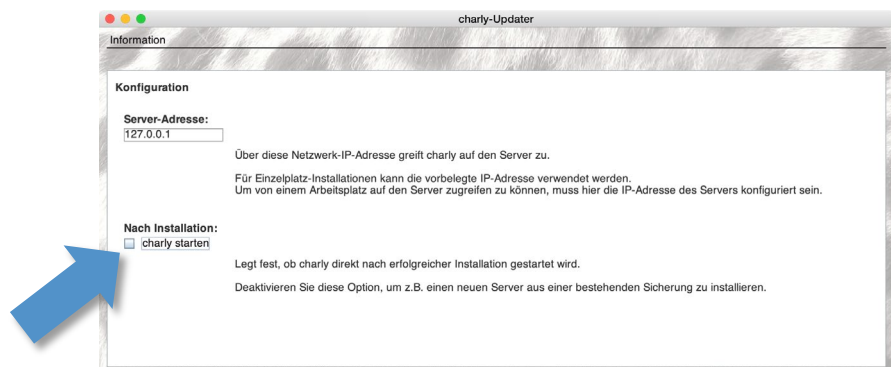 charly-Updater
Information
Konfiguration
Server-Adresse:
127.0.0.1
Über diese Netzwerk-IP-Adresse greift charly auf den Server zu.
Für Einzelplatz-Installationen kann die vorbelegte IP-Adresse verwendet werden.
Um von einem Arbeitsplatz auf den Server zugreifen zu können, muss hier die IP-Adresse des Servers konfiguriert sein.
Nach Installation:
charly starten
Legt fest, ob charly direkt nach erfolgreicher Installation gestartet wird.
Deaktivieren Sie diese Option, um z.B. einen neuen Server aus einer bestehenden Sicherung zu installieren.